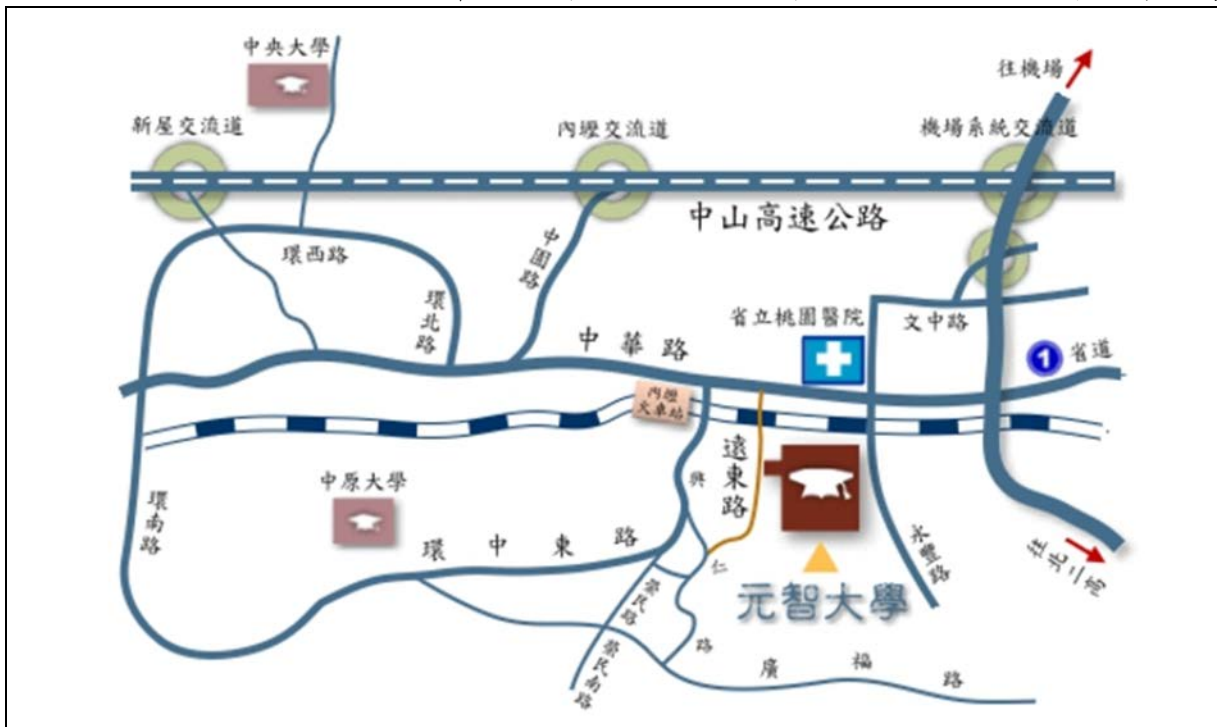 中央大學
往機場
新屋交流道
內壢交流道
機場系統交流道
中山高速公路
環西路
中園路
環北路
省立桃園醫院
文中路
中華路
1 省道
內壢
火車站
遠東路
中原大學
興
環南路
環中東路
仁
永豐路
往北二高
元智大學
榮民路
路
榮民南路
廣福路